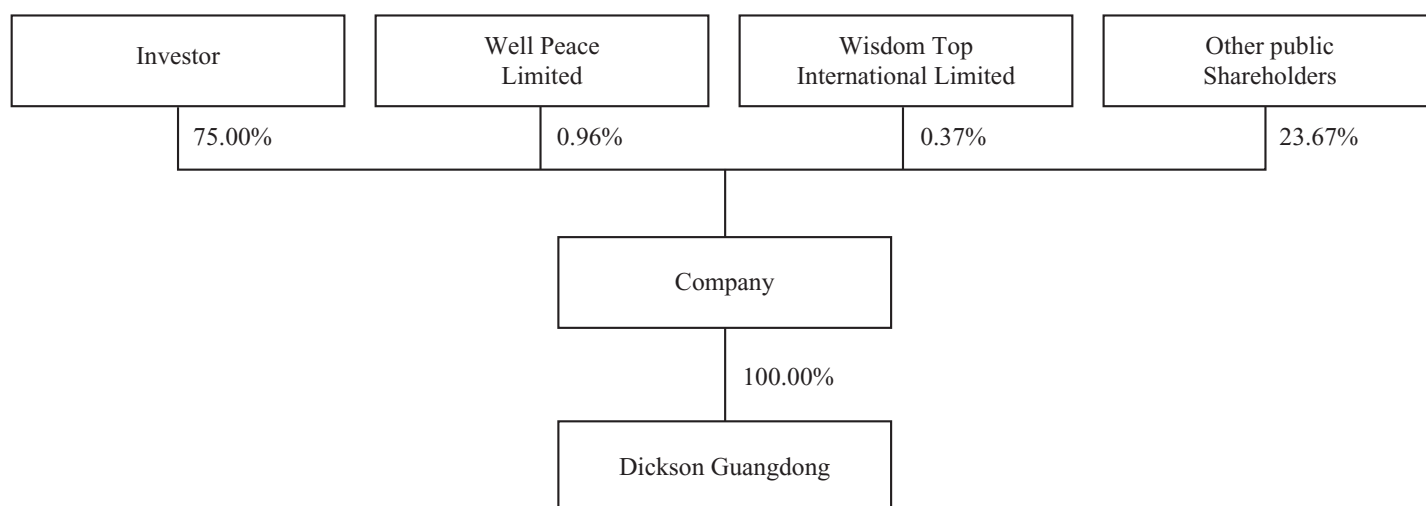 Investor
Well Peace
Limited
Wisdom Top
International Limited
Other public
Shareholders
75.00%
0.96%
0.37%
23.67%
Company
100.00%
Dickson Guangdong